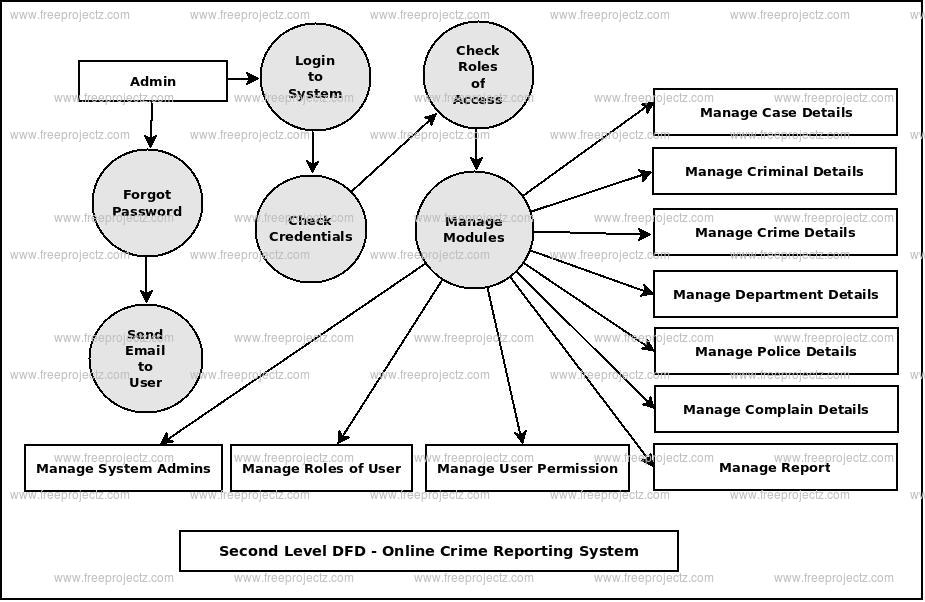 Admin
Login
to
System
Check
Roles
of
Access
Forgot
Password
Check
Credentials
Manage
Modules
Send
Email
to
User
Manage Case Details
Manage Criminal Details
Manage Crime Details
Manage Department Details
Manage Police Details
Manage Complain Details
Manage Report
Manage System Admins
Manage Roles of User
Manage User Permission
Second Level DFD - Online Crime Reporting System
www.freeprojectz.com